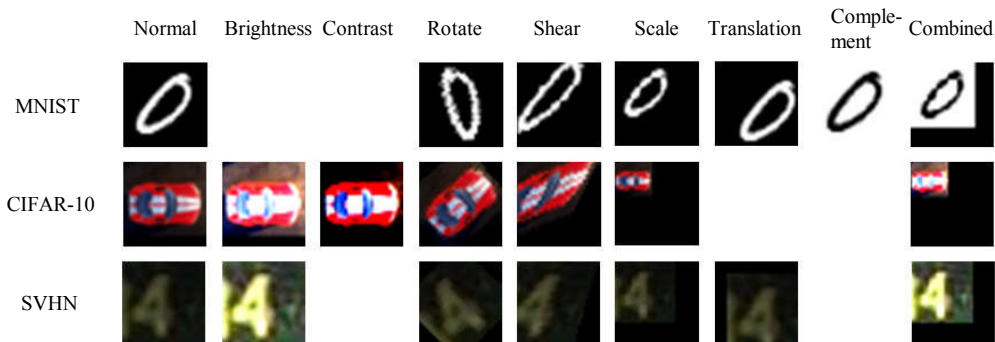 Normal Brightness Contrast Rotate Shear Scale Translation Comple-
ment Combined
MNIST
CIFAR-10
SVHN